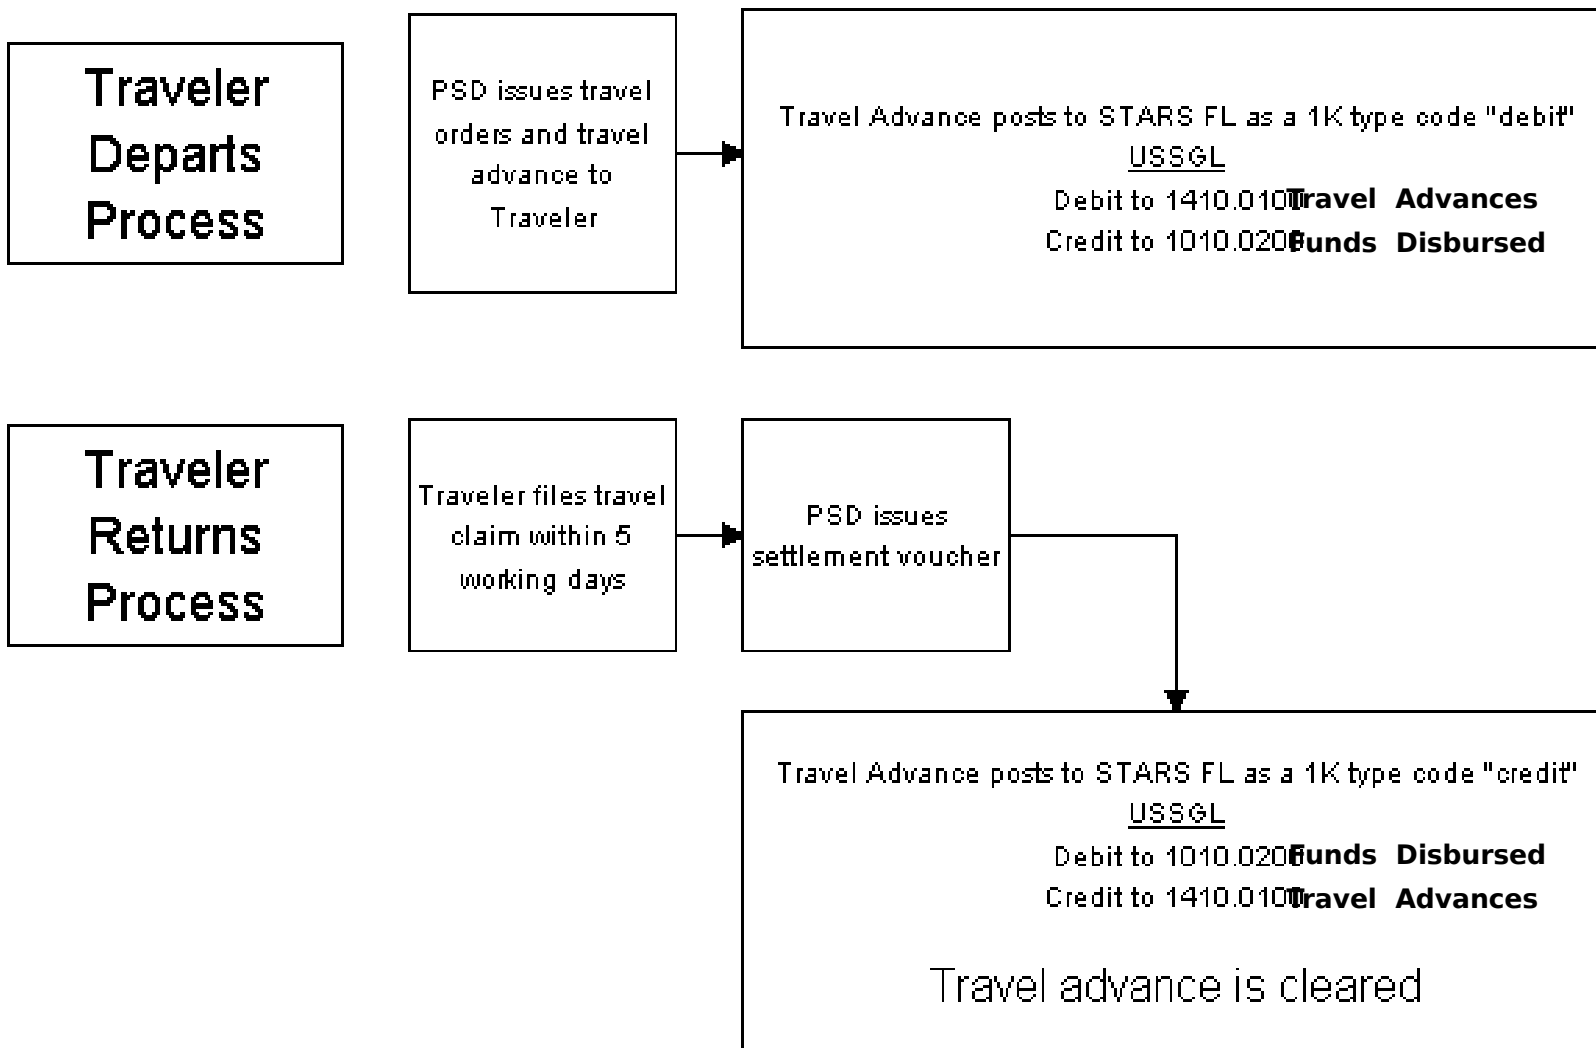 Traveler
Departs
Process
PSD issues travel
orders and travel
advance to
Traveler
Travel Advance posts to STARS FL as a 1K type code "debit"
USSGL
Debit to 1410.0100 Travel Advances
Credit to 1010.0200 Funds Disbursed
Traveler
Returns
Process
Traveler files travel
claim within 5
working days
PSD issues
settlement voucher
Travel Advance posts to STARS FL as a 1K type code "credit"
USSGL
Debit to 1010.0200 Funds Disbursed
Credit to 1410.0100 Travel Advances
Travel advance is cleared